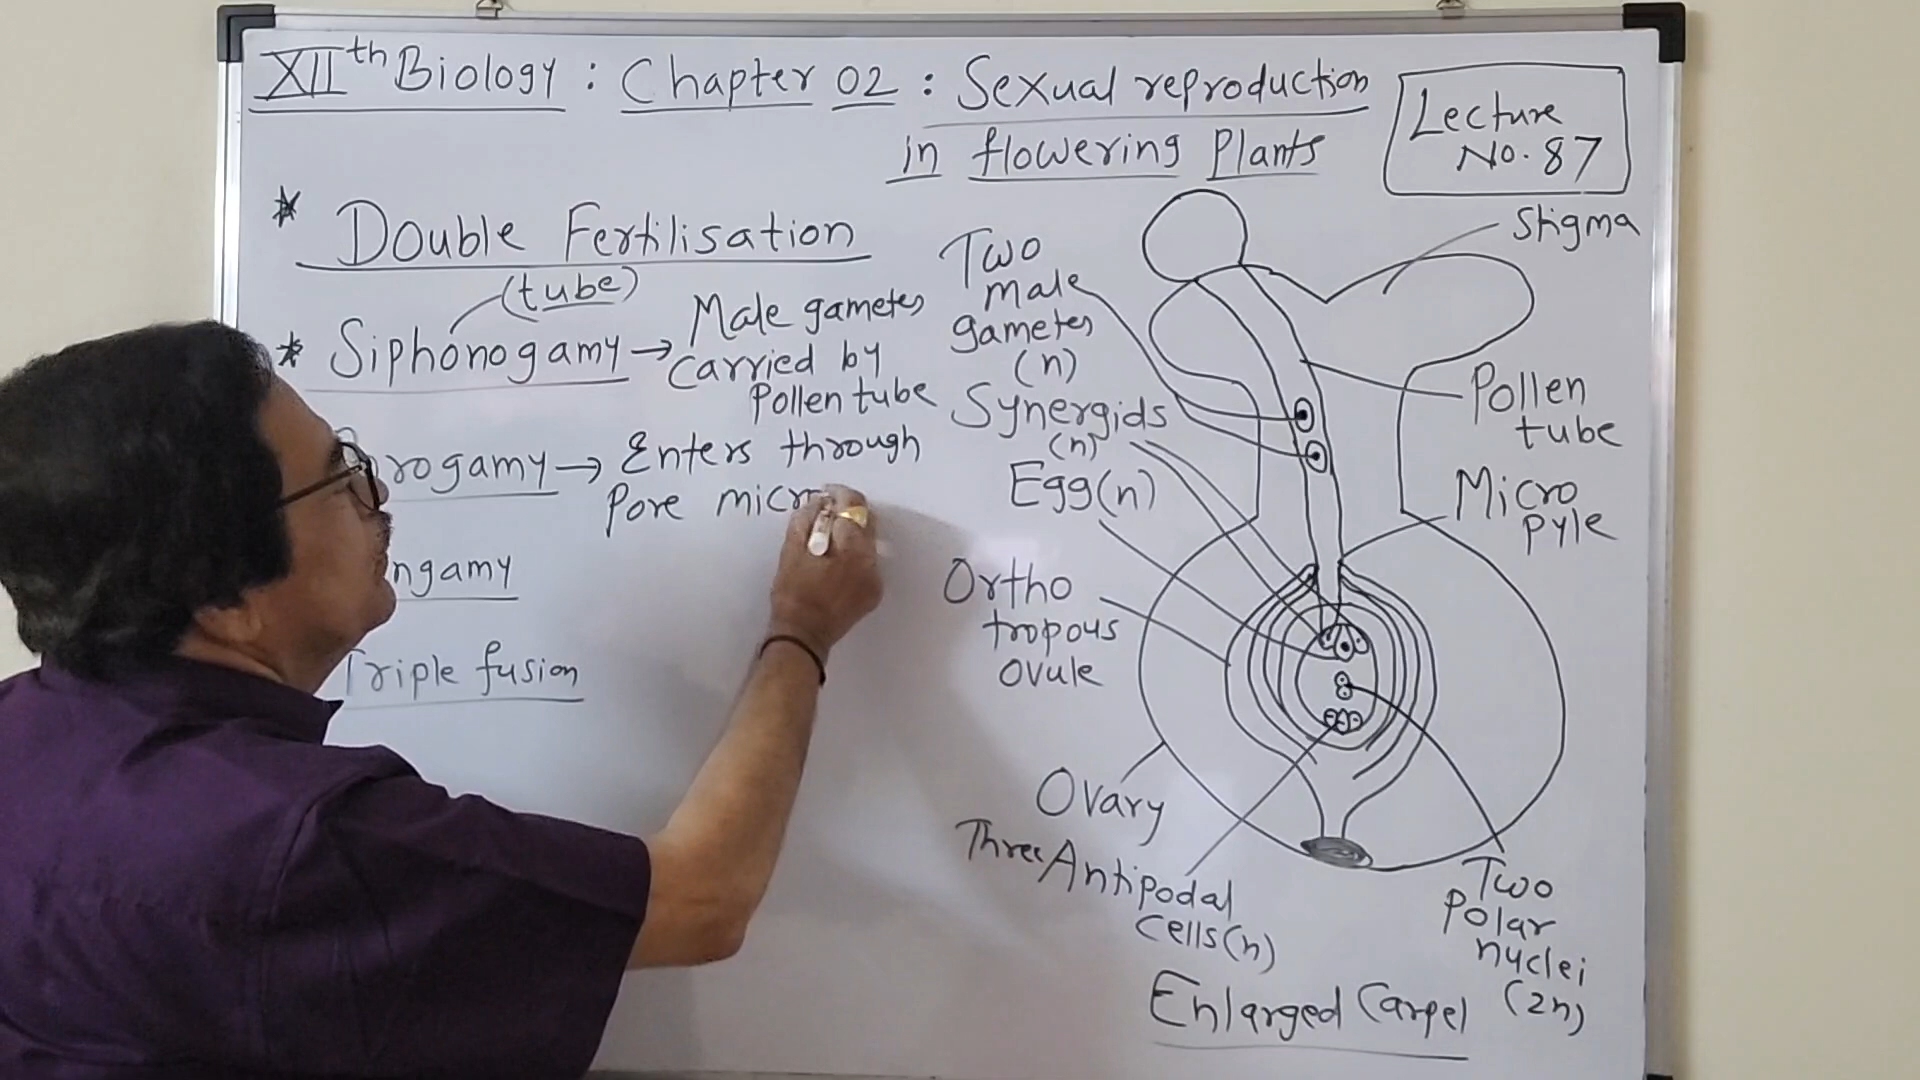 XIIth Biology : Chapter 02 : Sexual reproduction
in flowering Plants
Lecture
No. 87
* Double Fertilisation
(tube)
* Siphonogamy → Male gametes
carried by
Pollen tube
rogamy → Enters through
Pore micr
ngamy
Triple fusion
Two
male
gametes
(n)
Synergids
(n)
Egg(n)
Ortho
tropous
Ovule
Ovary
Three Antipodal
cells(n)
Stigma
Pollen
tube
Micro
pyle
Two
Polar
nuclei
(2n)
Enlarged Carpel